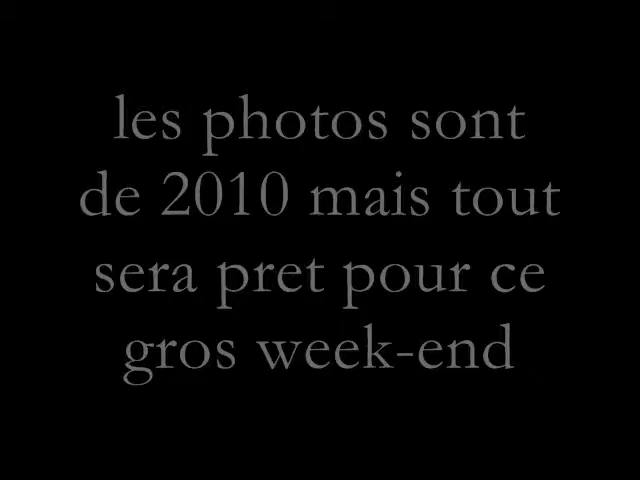 les photos sont
de 2010 mais tout
sera pret pour ce
gros week-end